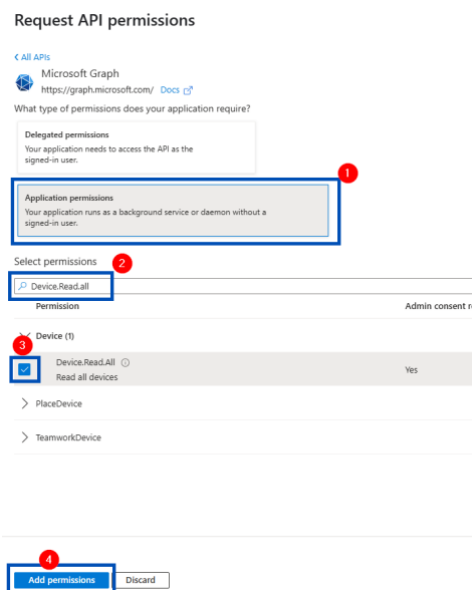 Request API permissions
All APIs
Microsoft Graph
https://graph.microsoft.com/ Docs
What type of permissions does your application require?
Delegated permissions
Your application needs to access the API as the
signed-in user.
1
Application permissions
Your application runs as a background service or daemon without a
signed-in user.
Select permissions
2
Device.Read.all
Permission Admin consent r
Device (1)
3
Device.Read.All
Read all devices
Yes
PlaceDevice
TeamworkDevice
4
Add permissions Discard